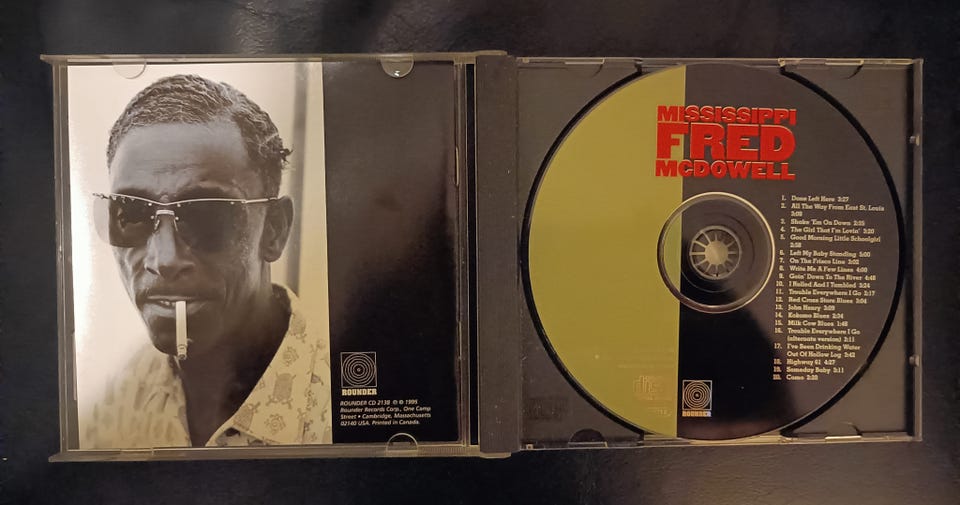 ROUNDER
ROUNDER CD 2138 ℗ © 1995
Rounder Records Corp., One Camp
Street • Cambridge, Massachusetts
02140 USA. Printed in Canada.
MISSISSIPPI
FRED
McDOWELL
1. Done Left Here 3:27
2. All The Way From East St. Louis
3:08
3. Shake 'Em On Down 2:55
4. The Girl That I'm Lovin' 3:20
5. Good Morning Little Schoolgirl
2:58
6. Left My Baby Standing 5:00
7. On The Frisco Line 3:02
8. Write Me A Few Lines 4:00
9. Goin' Down To The River 4:48
10. I Rolled And I Tumbled 3:24
11. Trouble Everywhere I Go 2:17
12. Red Cross Store Blues 3:04
13. John Henry 3:09
14. Kokomo Blues 2:34
15. Milk Cow Blues 1:48
16. Trouble Everywhere I Go
(alternate version) 2:11
17. I've Been Drinking Water
Out Of Hollow Log 2:42
18. Highway 61 4:27
19. Someday Baby 3:11
20. Camo 2:20
disc
ROUNDER